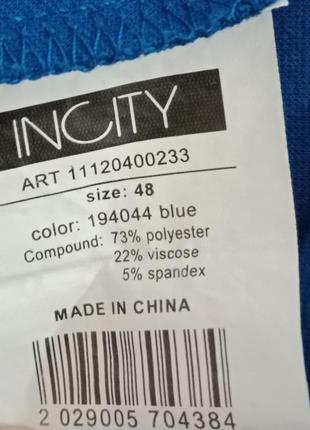 INCITY
ART 11120400233
size: 48
color: 194044 blue
Compound: 73% polyester
22% viscose
5% spandex
MADE IN CHINA
2 029005 704384